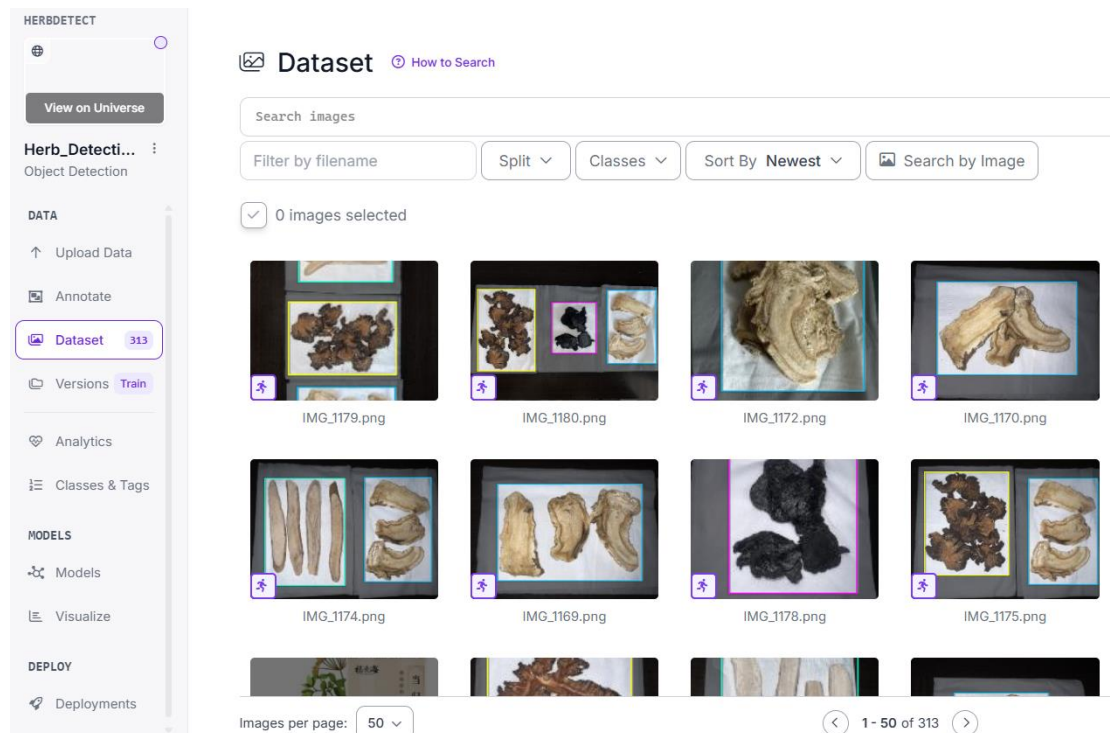 HERBDETECT
View on Universe
Herb_Detecti...
Object Detection
DATA
Upload Data
Annotate
Dataset 313
Versions Train
Analytics
Classes & Tags
MODELS
Models
Visualize
DEPLOY
Deployments
Dataset How to Search
Search images
Filter by filename Split Classes Sort By Newest Search by Image
0 images selected
IMG_1179.png IMG_1180.png IMG_1172.png IMG_1170.png
IMG_1174.png IMG_1169.png IMG_1178.png IMG_1175.png
Images per page: 50 1 - 50 of 313